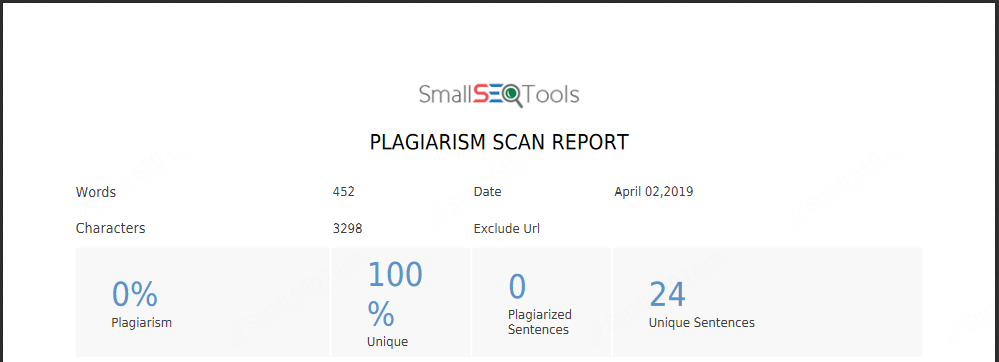 SmallSEOTools
PLAGIARISM SCAN REPORT
Words 452 Date April 02,2019
Characters 3298 Exclude Url
0%
Plagiarism
100
%
Unique
0
Plagiarized
Sentences
24
Unique Sentences